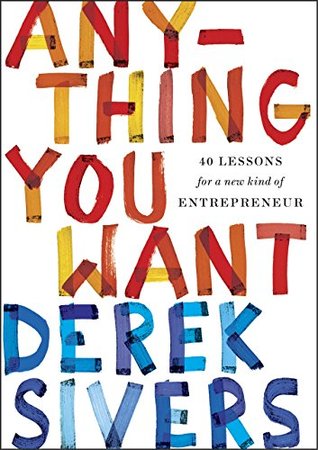 ANY-
THING
YOU
40 LESSONS
for a new kind of
ENTREPRENEUR
WANT
DEREK
SIVERS